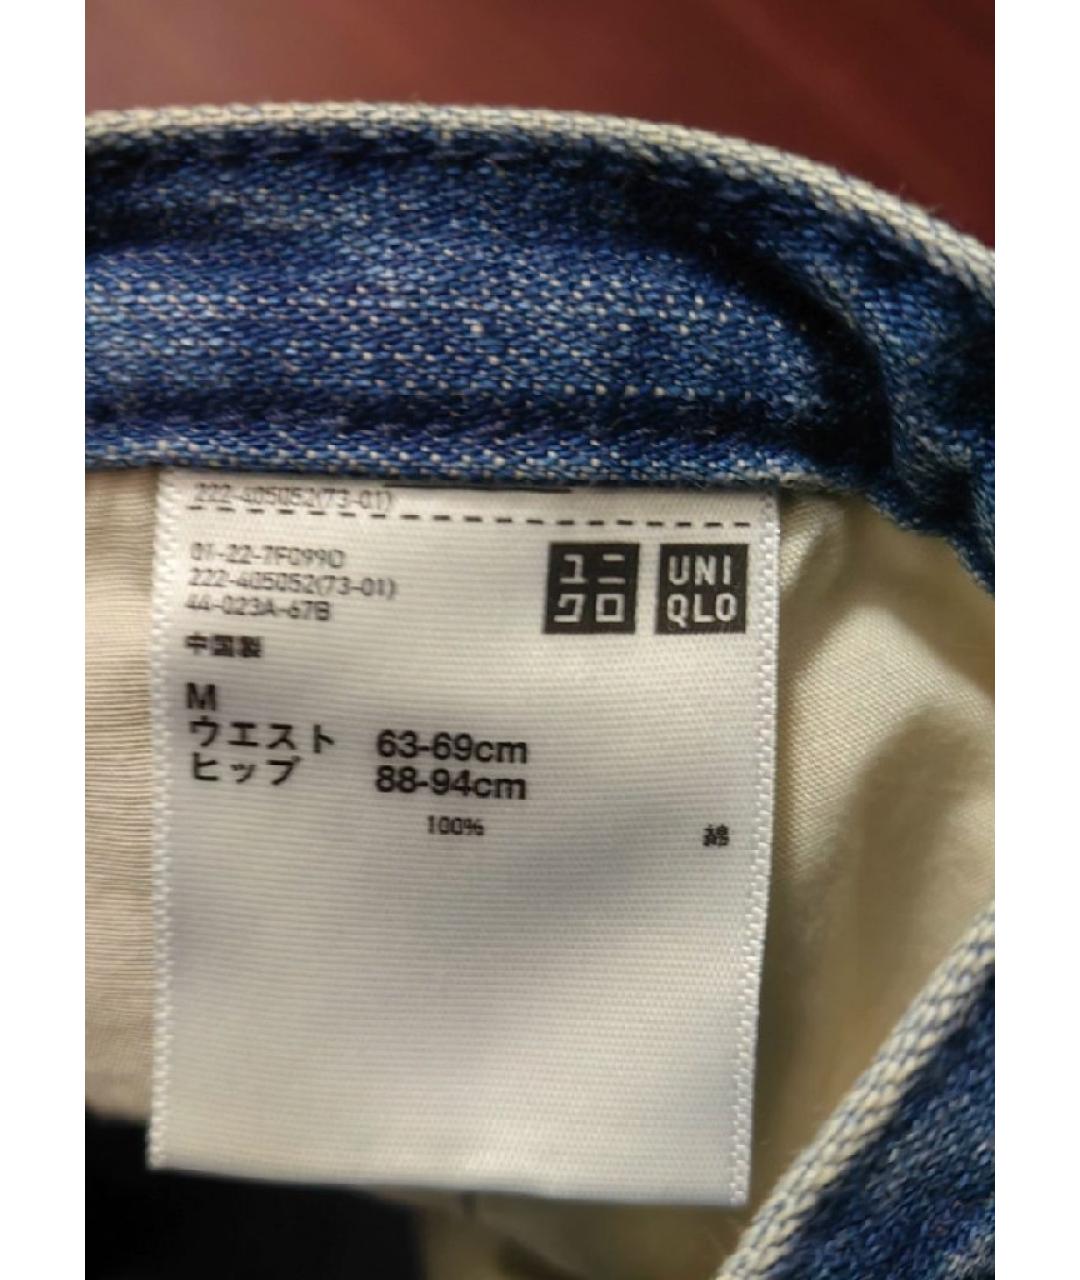 222-405052(73-01)
01-22-7F099D
222-405052(73-01)
44-023A-67B
ユニ
クロ
UNI
QLO
中国製
M
ウエスト 63-69cm
ヒップ 88-94cm
100% 綿